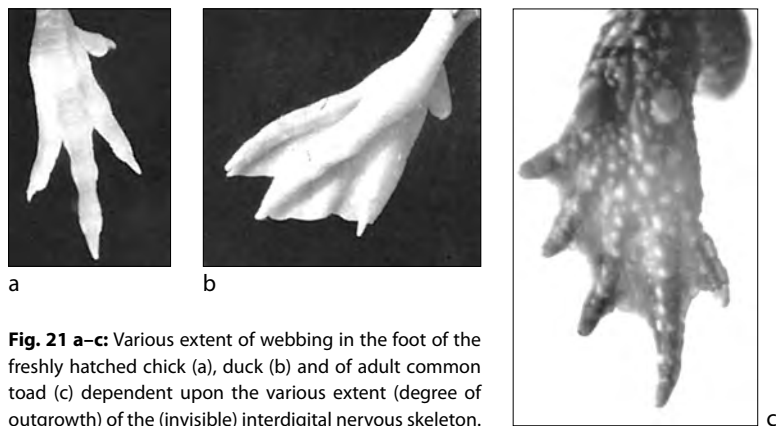 a
b
c
Fig. 21 a–c: Various extent of webbing in the foot of the
freshly hatched chick (a), duck (b) and of adult common
toad (c) dependent upon the various extent (degree of
outgrowth) of the (invisible) interdigital nervous skeleton.